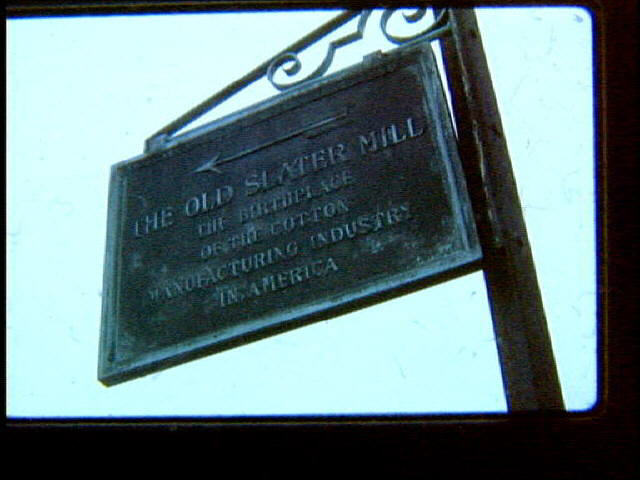 THE OLD SLATER MILL
THE BIRTHPLACE
OF THE COTTON
MANUFACTURING INDUSTRY
IN AMERICA